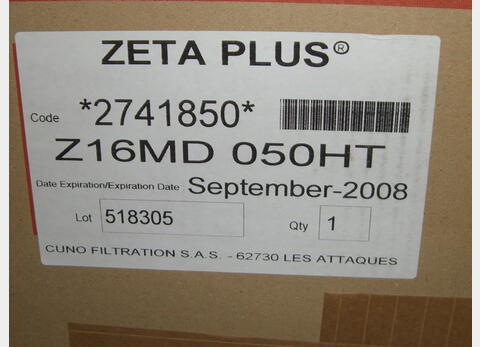 ZETA PLUS®
Code *2741850*
Z16MD 050HT
Date Expiration/Expiration Date : September-2008
Lot 518305 Qty 1
CUNO FILTRATION S.A.S. - 62730 LES ATTAQUES